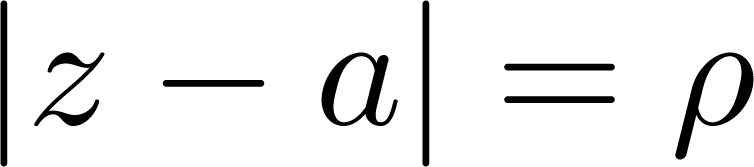 |z − a| = ρ